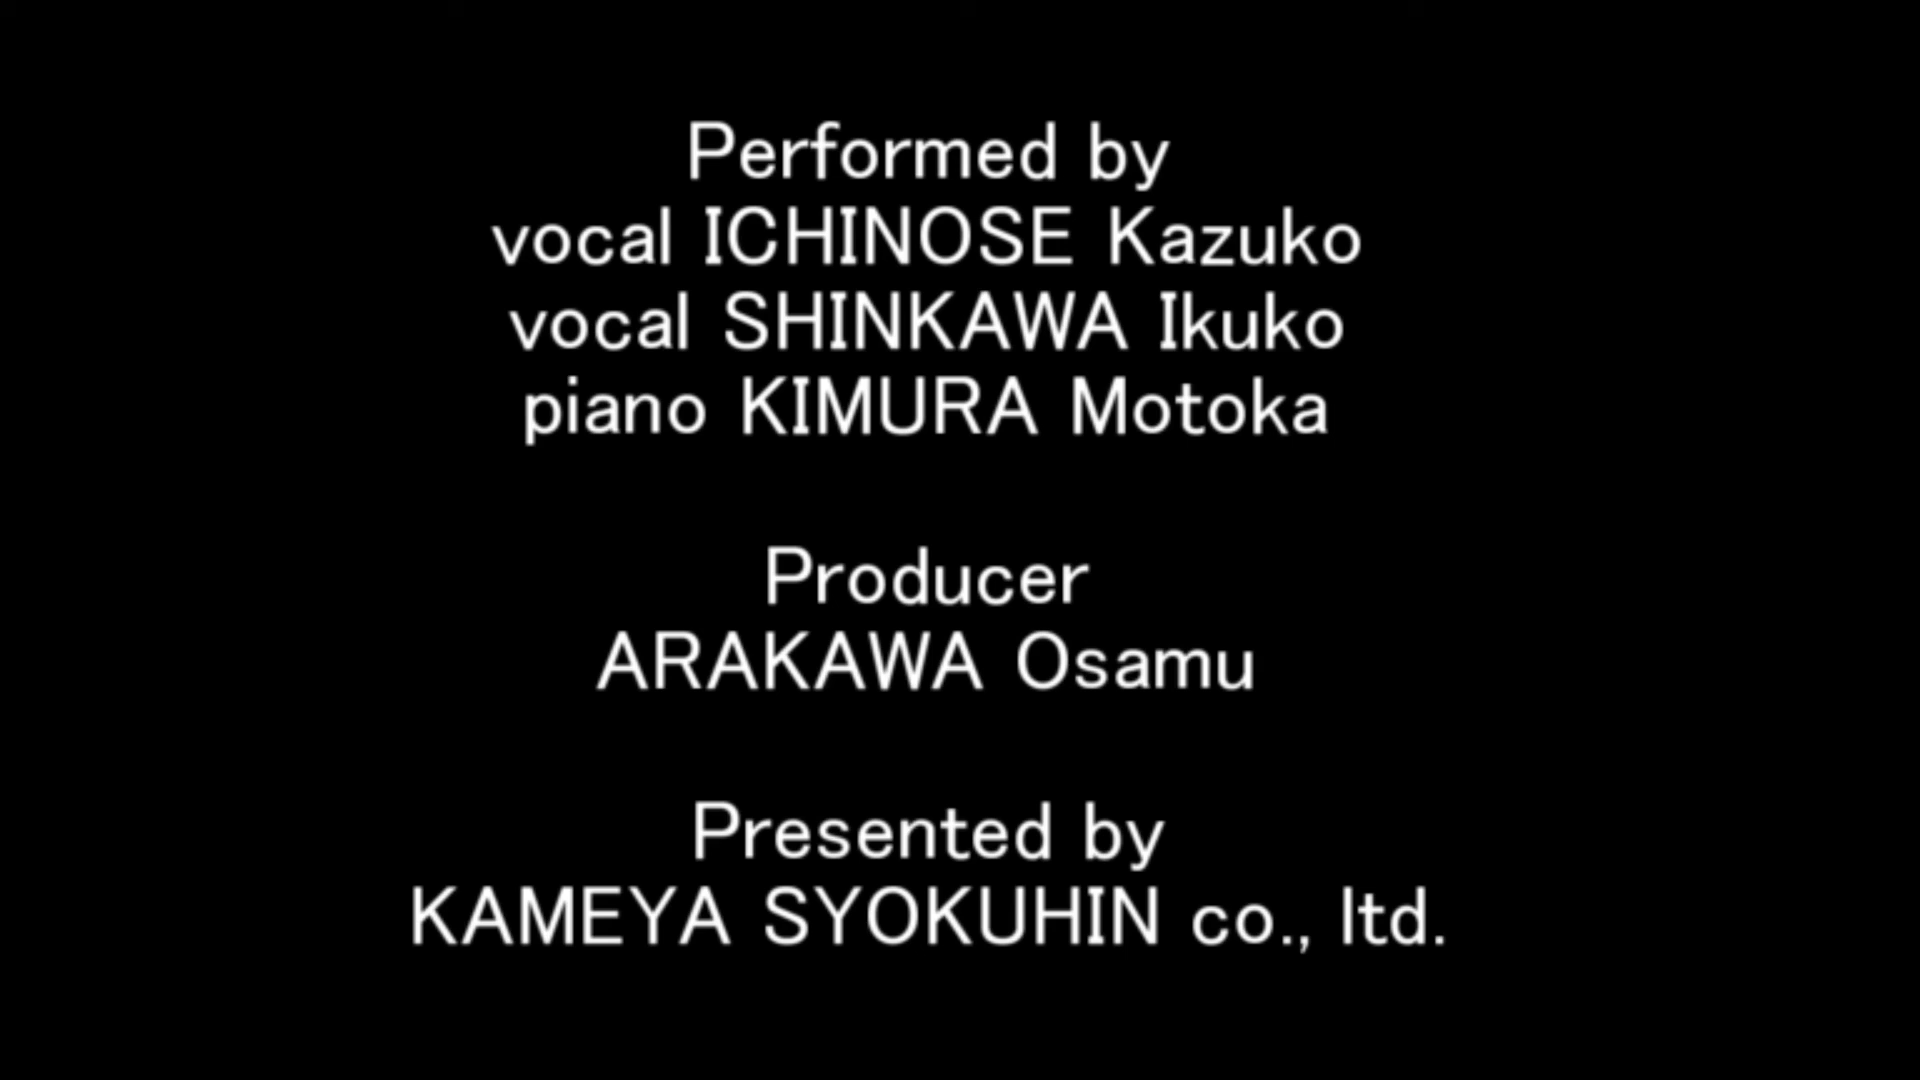 Performed by
vocal ICHINOSE Kazuko
vocal SHINKAWA Ikuko
piano KIMURA Motoka
Producer
ARAKAWA Osamu
Presented by
KAMEYA SYOKUHIN co., ltd.